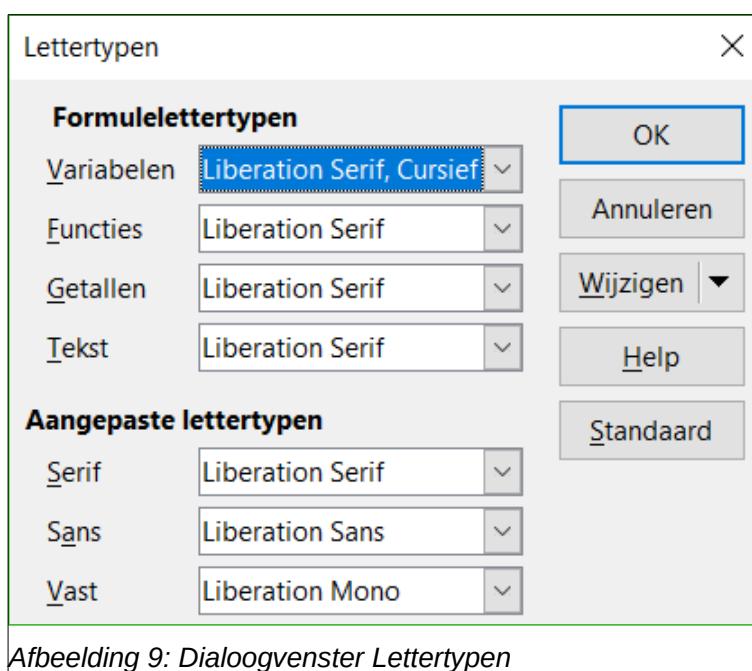 Lettertypen
Formulelettertypen
Variabelen Liberation Serif, Cursief
Functies Liberation Serif
Getallen Liberation Serif
Tekst Liberation Serif
Aangepaste lettertypen
Serif Liberation Serif
Sans Liberation Sans
Vast Liberation Mono
OK
Annuleren
Wijzigen
Help
Standaard
Afbeelding 9: Dialoogvenster Lettertypen